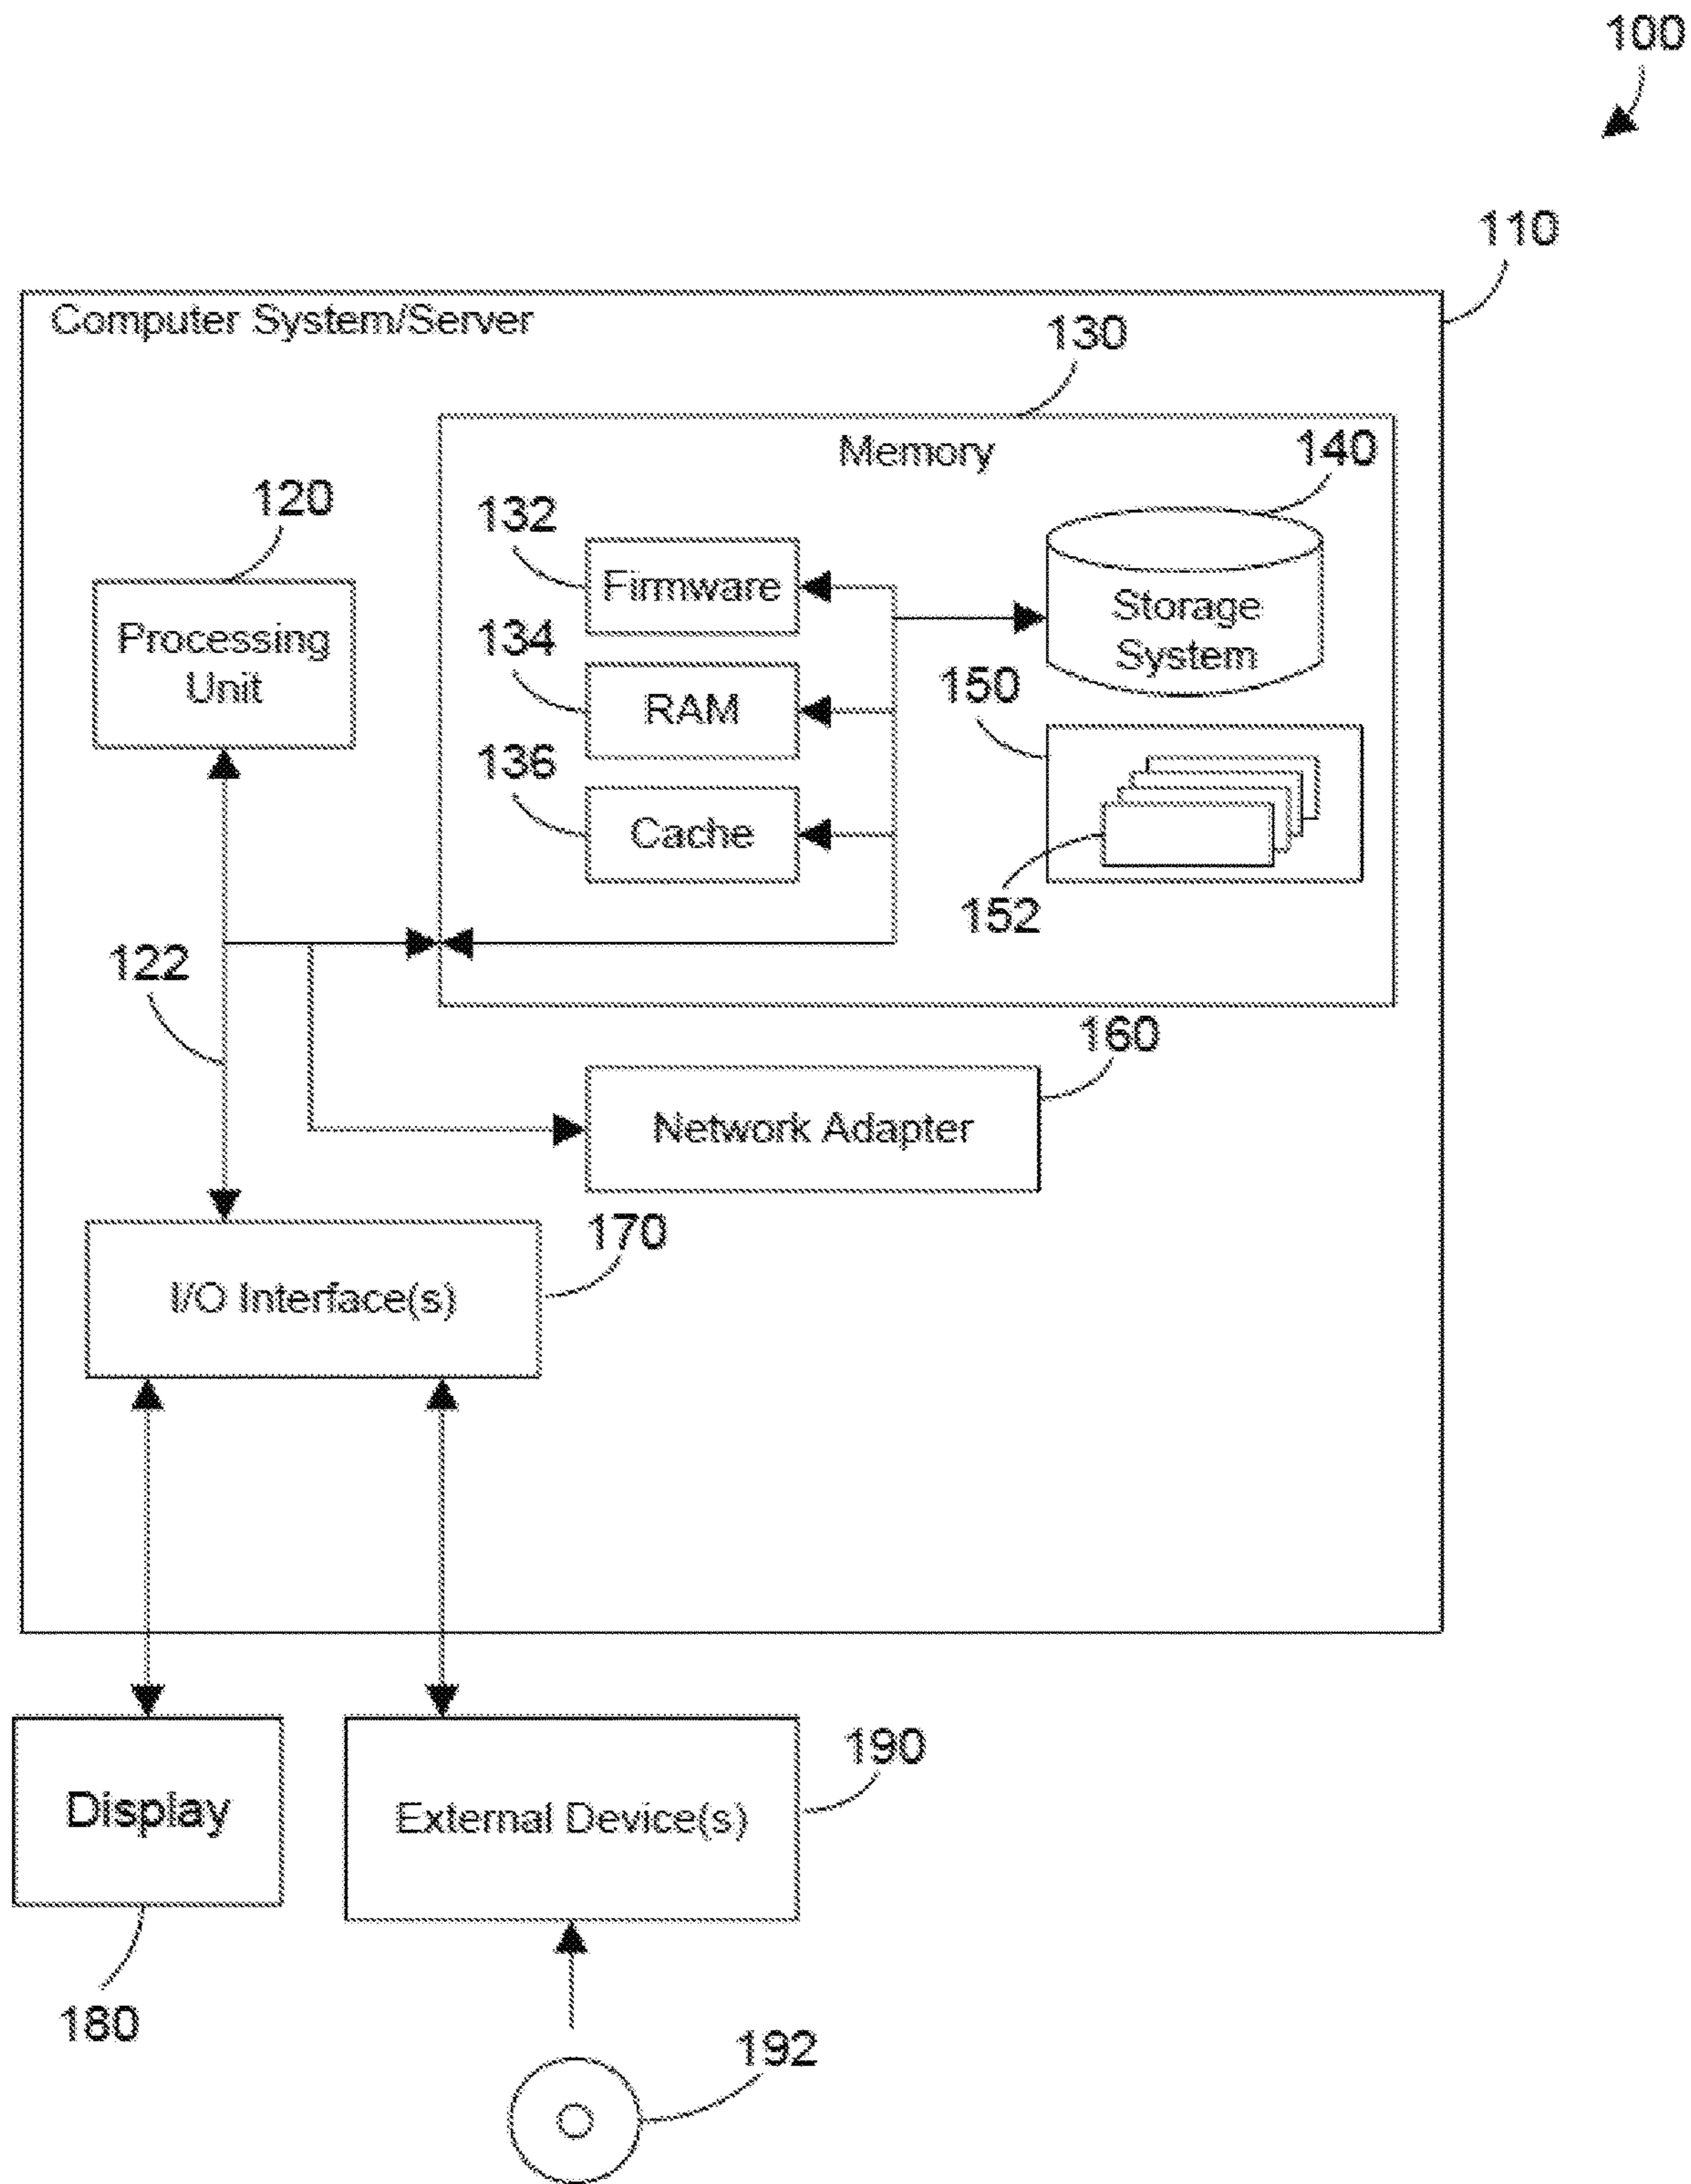 100
110
Computer System/Server
130
Memory
140
120
132
Firmware
Processing
Unit
134
Storage
System
RAM
150
136
Cache
152
122
160
Network Adapter
170
I/O Interface(s)
190
Display
External Device(s)
180
192